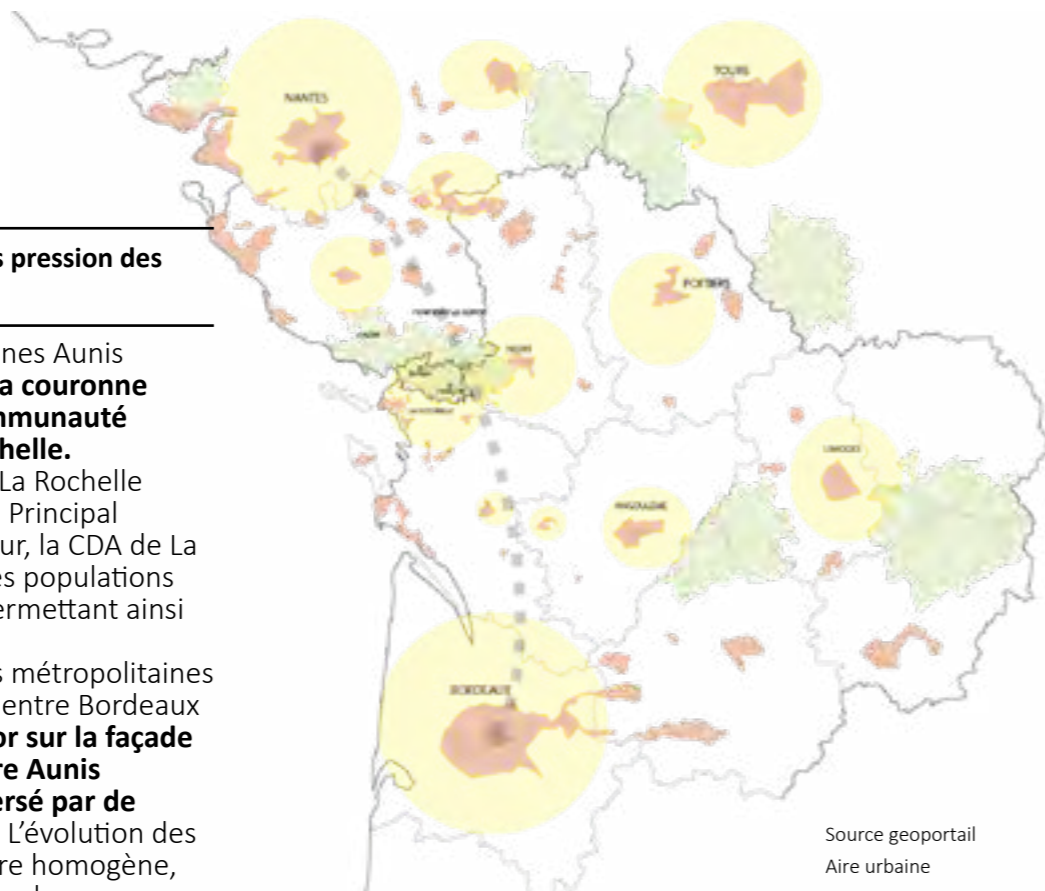 s pression des
nes Aunis
a couronne
mmunauté
helle.
La Rochelle
Principal
ur, la CDA de La
es populations
ermettant ainsi
s métropolitaines
entre Bordeaux
or sur la façade
re Aunis
ersé par de
L'évolution des
re homogène,
NANTES
TOURS
POITIERS
NIORT
LIMOGES
ANGOULEME
BORDEAUX
Source geoportail
Aire urbaine